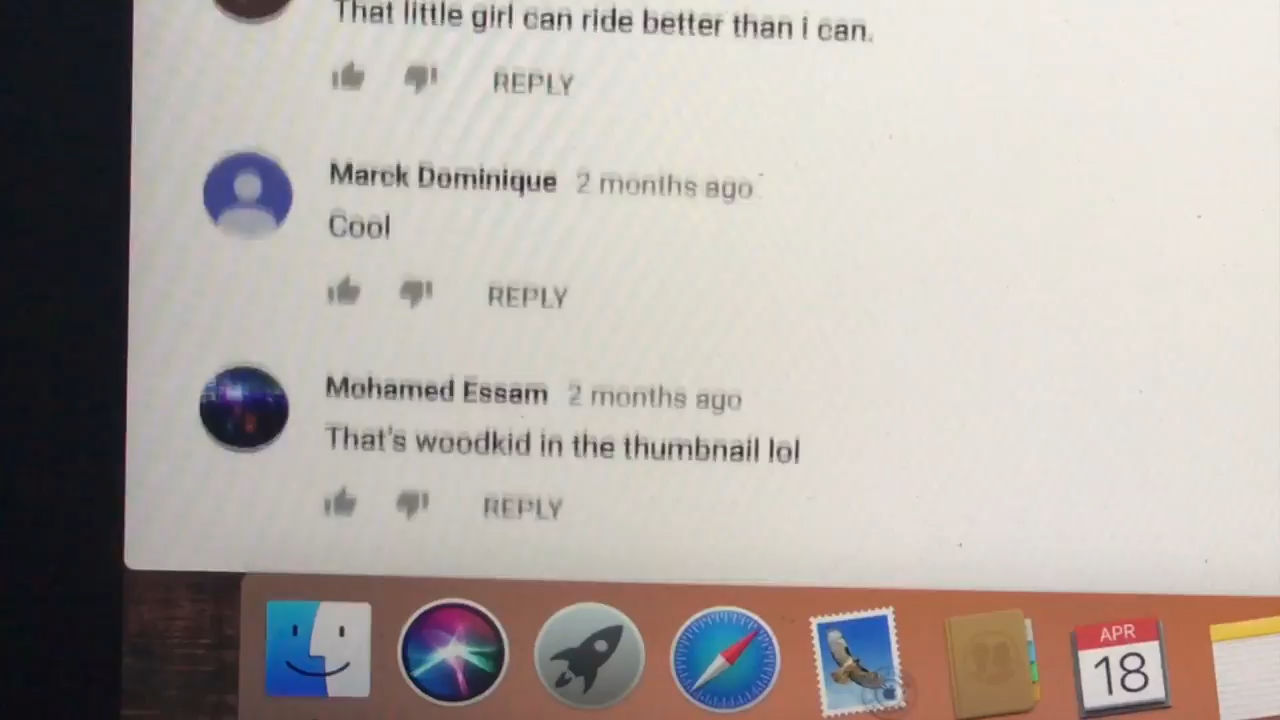 That little girl can ride better than i can.
REPLY
Marck Dominique 2 months ago
Cool
REPLY
Mohamed Essam 2 months ago
That's woodkid in the thumbnail lol
REPLY
APR
18